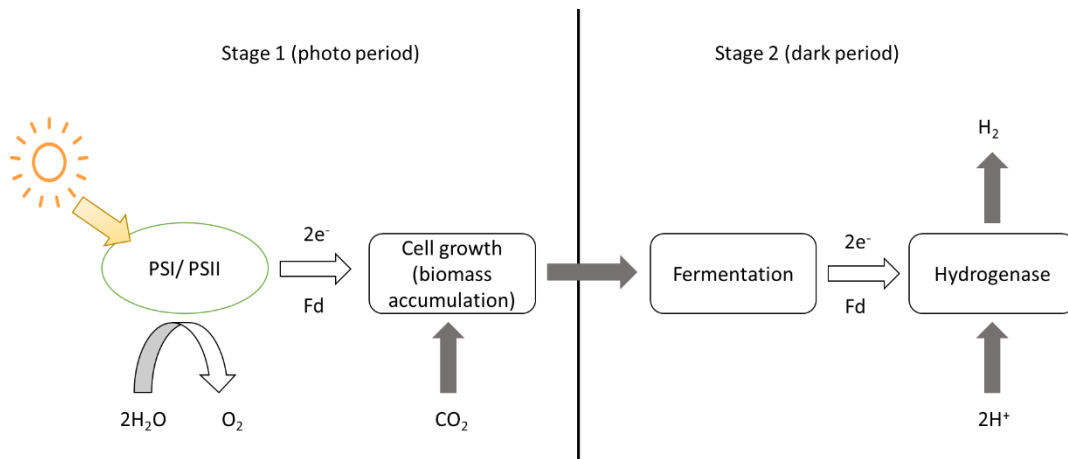 Stage 1 (photo period)
Stage 2 (dark period)
H₂
PSI/ PSII
2e⁻
Fd
Cell growth
(biomass
accumulation)
Fermentation
2e⁻
Fd
Hydrogenase
2H₂O
O₂
CO₂
2H⁺